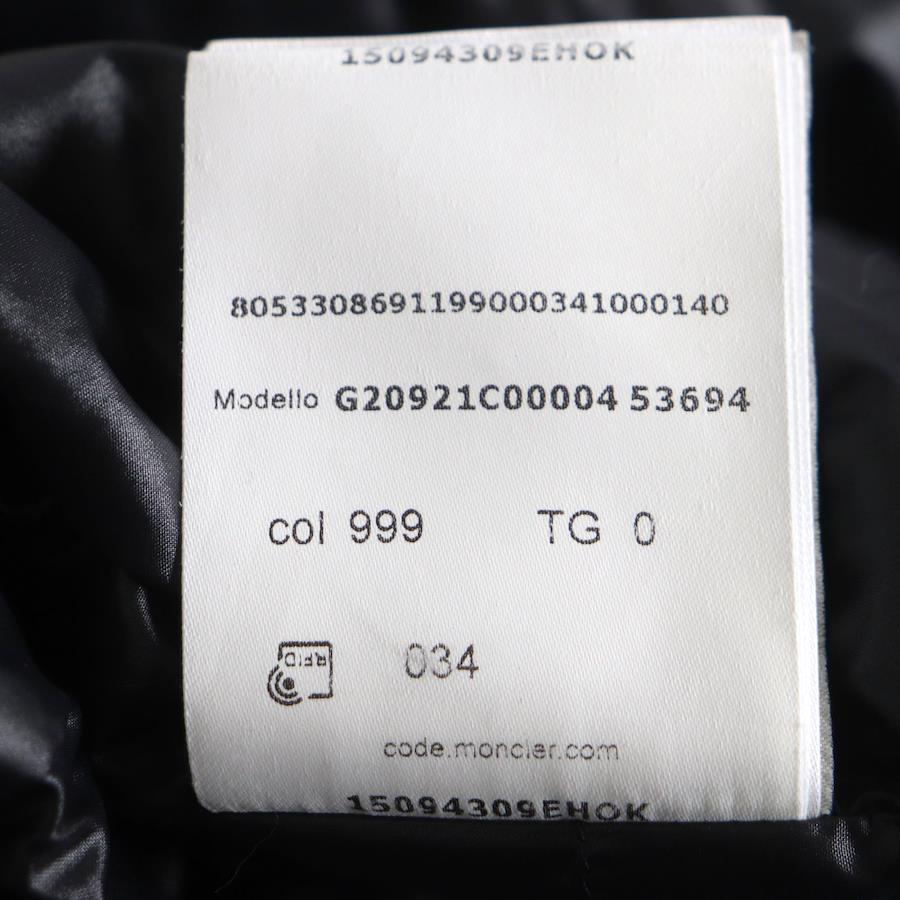 15094309EHOK
8053308691199000341000140
Modello G20921C00004 53694
col 999 TG 0
RFID 034
code.moncler.com
15094309EHOK